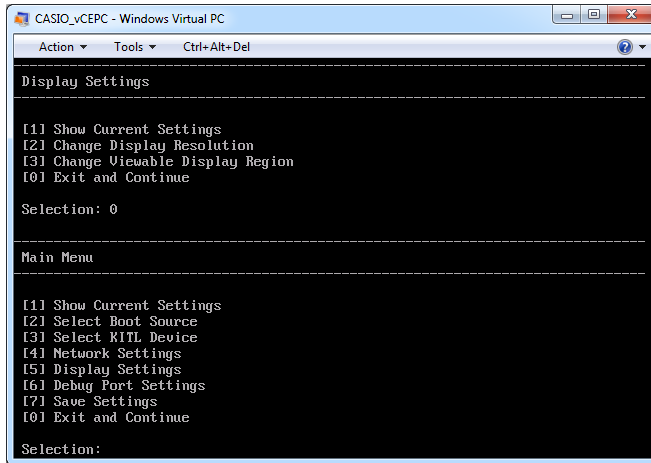 CASIO_vCEPC - Windows Virtual PC
Action Tools Ctrl+Alt+Del
Display Settings
[1] Show Current Settings
[2] Change Display Resolution
[3] Change Viewable Display Region
[0] Exit and Continue
Selection: 0
Main Menu
[1] Show Current Settings
[2] Select Boot Source
[3] Select KITL Device
[4] Network Settings
[5] Display Settings
[6] Debug Port Settings
[7] Save Settings
[0] Exit and Continue
Selection: